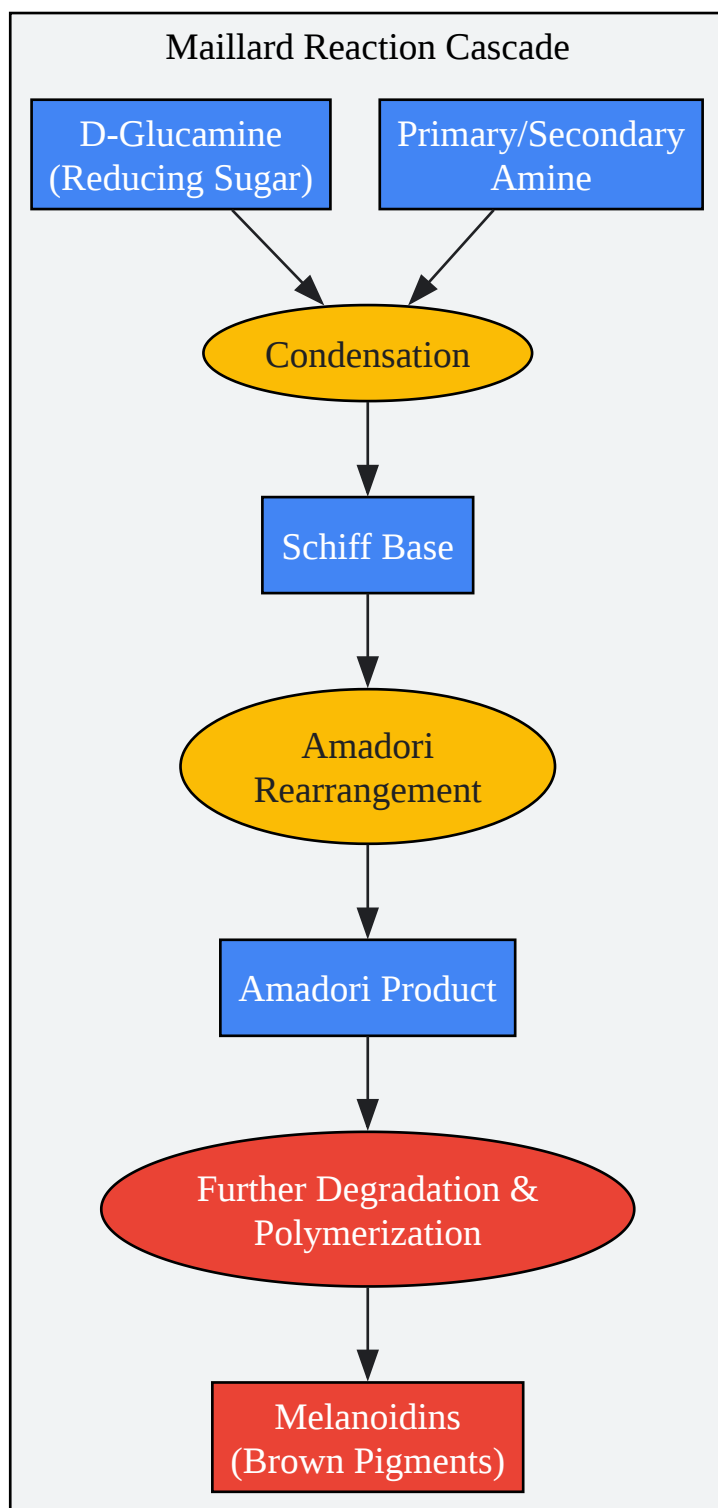 Maillard Reaction Cascade
D-Glucamine
(Reducing Sugar)
Primary/Secondary
Amine
Condensation
Schiff Base
Amadori
Rearrangement
Amadori Product
Further Degradation &
Polymerization
Melanoidins
(Brown Pigments)